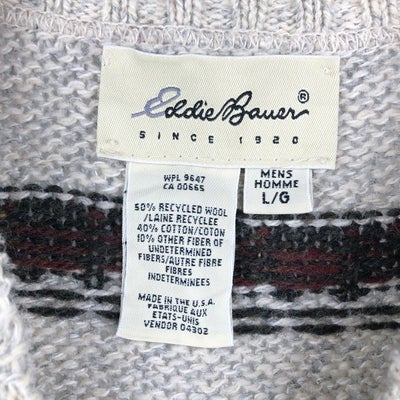 Eddie Bauer®
SINCE 1920
WPL 9647
CA 00665
50% RECYCLED WOOL
/LAINE RECYCLEE
40% COTTON/COTON
10% OTHER FIBER OF
UNDETERMINED
FIBERS/AUTRE FIBRE
FIBRES
INDETERMINEES
MADE IN THE U.S.A.
FABRIQUE AUX
ETATS-UNIS
VENDOR 04302
MENS
HOMME
L/G